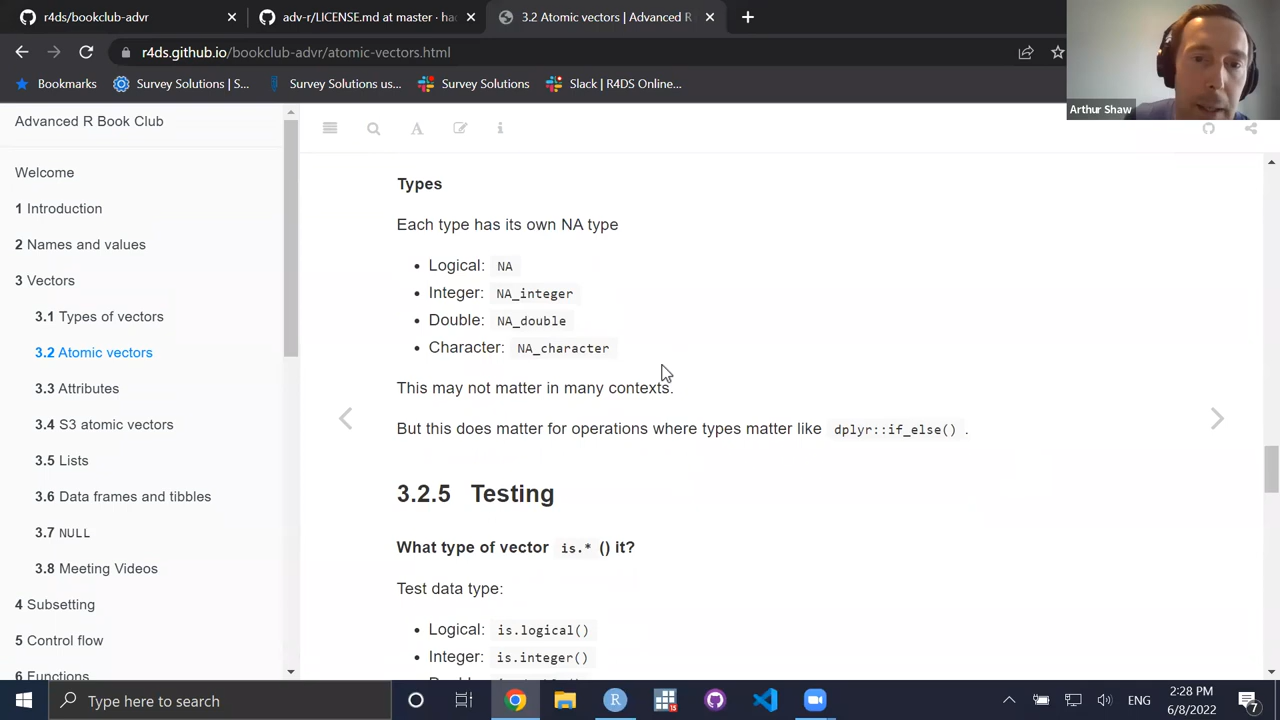 r4ds/bookclub-advr
adv-r/LICENSE.md at master · ha
3.2 Atomic vectors | Advanced R
r4ds.github.io/bookclub-advr/atomic-vectors.html
Bookmarks
Survey Solutions | S...
Survey Solutions us...
Survey Solutions
Slack | R4DS Online...
Arthur Shaw
Advanced R Book Club
Welcome
1 Introduction
2 Names and values
3 Vectors
3.1 Types of vectors
3.2 Atomic vectors
3.3 Attributes
3.4 S3 atomic vectors
3.5 Lists
3.6 Data frames and tibbles
3.7 NULL
3.8 Meeting Videos
4 Subsetting
5 Control flow
6 Functions
Types
Each type has its own NA type
• Logical: NA
• Integer: NA_integer
• Double: NA_double
• Character: NA_character
This may not matter in many contexts.
But this does matter for operations where types matter like dplyr::if_else() .
3.2.5 Testing
What type of vector is.* () it?
Test data type:
• Logical: is.logical()
• Integer: is.integer()
Type here to search
ENG
2:28 PM
6/8/2022
7